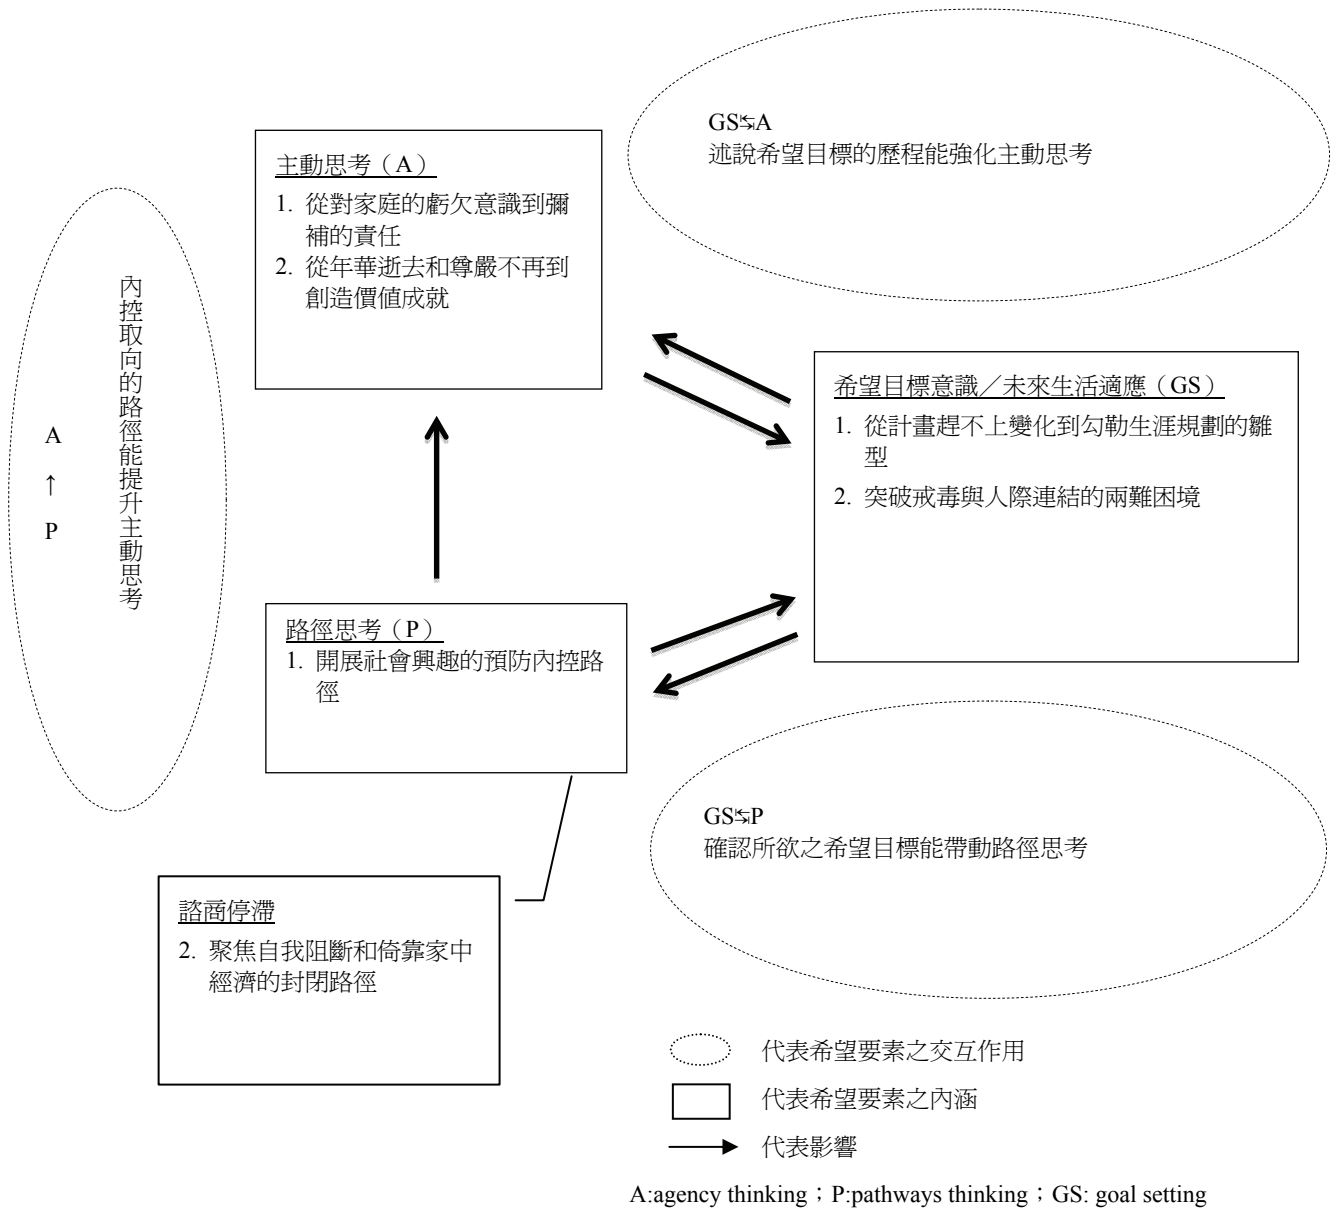 GS⇆A
述說希望目標的歷程能強化主動思考
主動思考（A）
1. 從對家庭的虧欠意識到彌
補的責任
2. 從年華逝去和尊嚴不再到
創造價值成就
內控取向的路徑能提升主動思考
A
↑
P
希望目標意識／未來生活適應（GS）
1. 從計畫趕不上變化到勾勒生涯規劃的雛
型
2. 突破戒毒與人際連結的兩難困境
路徑思考（P）
1. 開展社會興趣的預防內控路
徑
GS⇆P
確認所欲之希望目標能帶動路徑思考
諮商停滯
2. 聚焦自我阻斷和倚靠家中
經濟的封閉路徑
代表希望要素之交互作用
代表希望要素之內涵
代表影響
A:agency thinking；P:pathways thinking；GS: goal setting